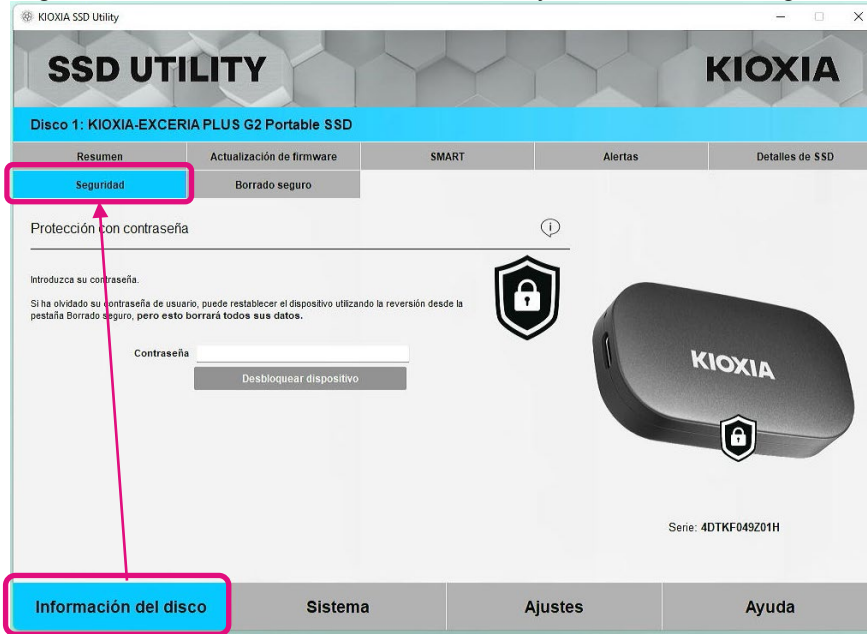 KIOXIA SSD Utility
SSD UTILITY
KIOXIA
Disco 1: KIOXIA-EXCERIA PLUS G2 Portable SSD
Resumen
Actualización de firmware
SMART
Alertas
Detalles de SSD
Seguridad
Borrado seguro
Protección con contraseña
Introduzca su contraseña.
Si ha olvidado su contraseña de usuario, puede restablecer el dispositivo utilizando la reversión desde la
pestaña Borrado seguro, pero esto borrará todos sus datos.
Contraseña
Desbloquear dispositivo
KIOXIA
Serie: 4DTKF049Z01H
Información del disco
Sistema
Ajustes
Ayuda